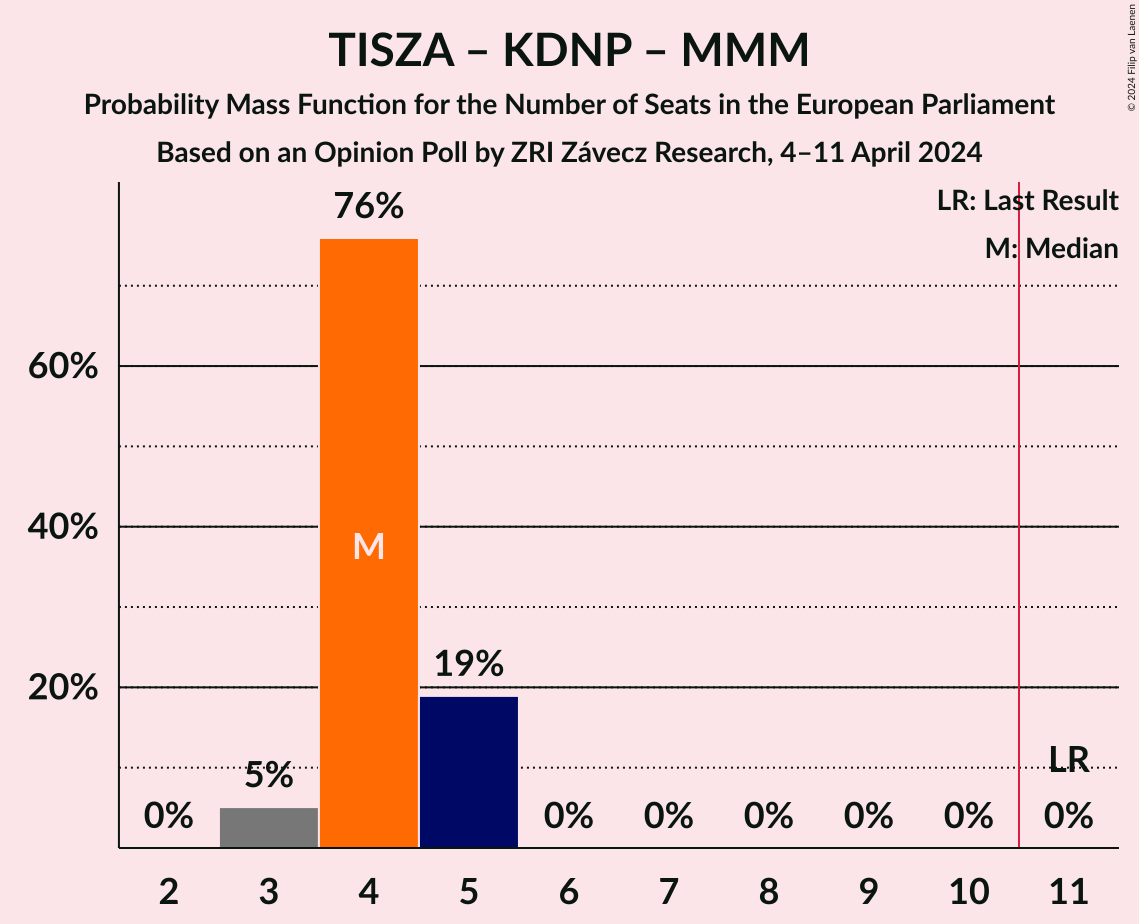 TISZA – KDNP – MMM
Probability Mass Function for the Number of Seats in the European Parliament
Based on an Opinion Poll by ZRI Závecz Research, 4–11 April 2024
© 2024 Filip van Laenen
LR: Last Result
M: Median
76%
60%
40%
M
19%
20%
LR
5%
0%
0%
0%
0%
0%
0%
0%
2
3
4
5
6
7
8
9
10
11